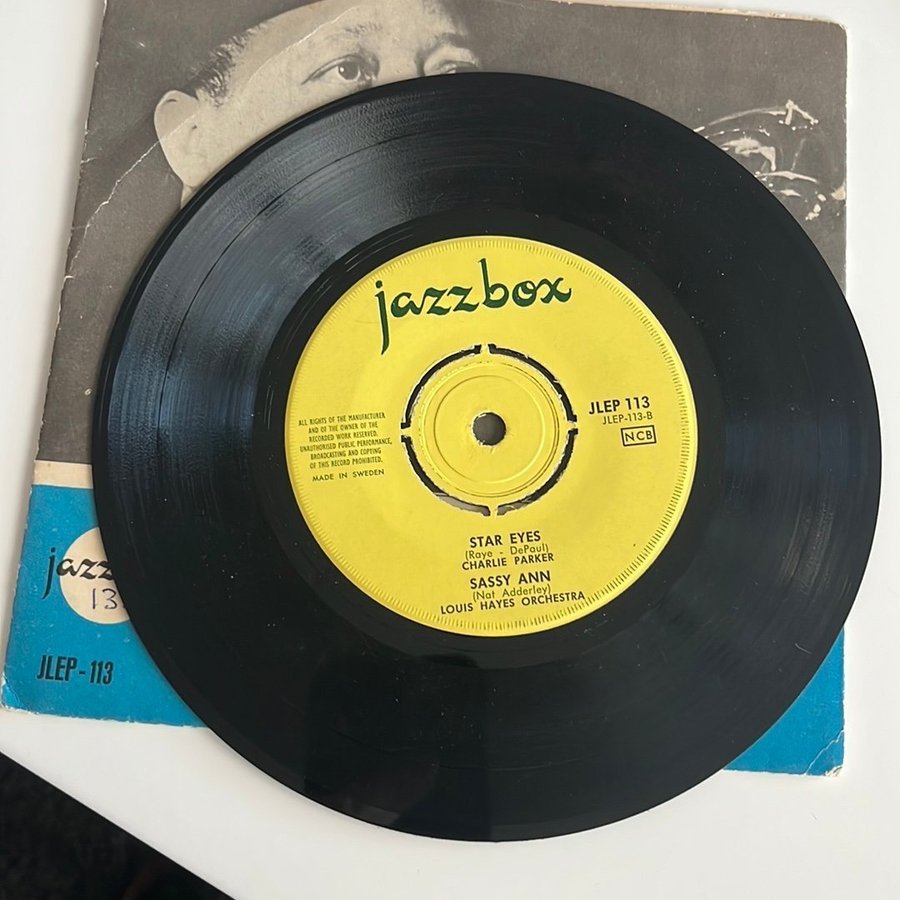 jazzbox
ALL RIGHTS OF THE MANUFACTURER
AND OF THE OWNER OF THE
RECORDED WORK RESERVED.
UNAUTHORISED PUBLIC PERFORMANCE,
BROADCASTING AND COPYING
OF THIS RECORD PROHIBITED.
MADE IN SWEDEN
JLEP 113
JLEP-113-B
NCB
STAR EYES
(Raye - DePaul)
CHARLIE PARKER
SASSY ANN
(Nat Adderley)
LOUIS HAYES ORCHESTRA
jazz
13
JLEP-113